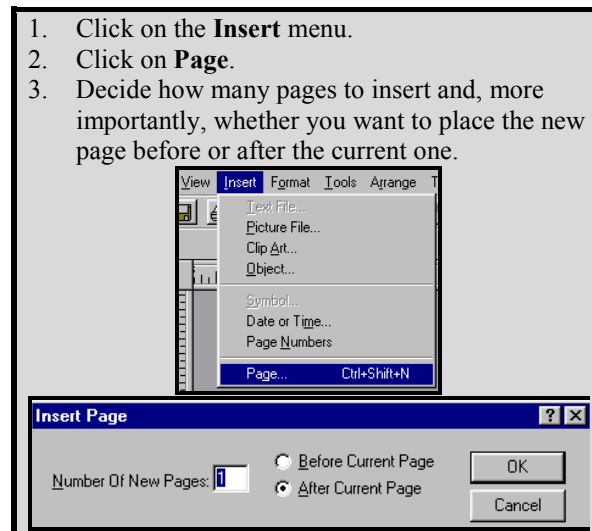 1. Click on the Insert menu.
2. Click on Page.
3. Decide how many pages to insert and, more
importantly, whether you want to place the new
page before or after the current one.
View Insert Format Tools Arrange T
Text File...
Picture File...
Clip Art...
Object...
Symbol...
Date or Time...
Page Numbers
Page... Ctrl+Shift+N
Insert Page
Before Current Page
Number Of New Pages: 1
After Current Page
OK
Cancel